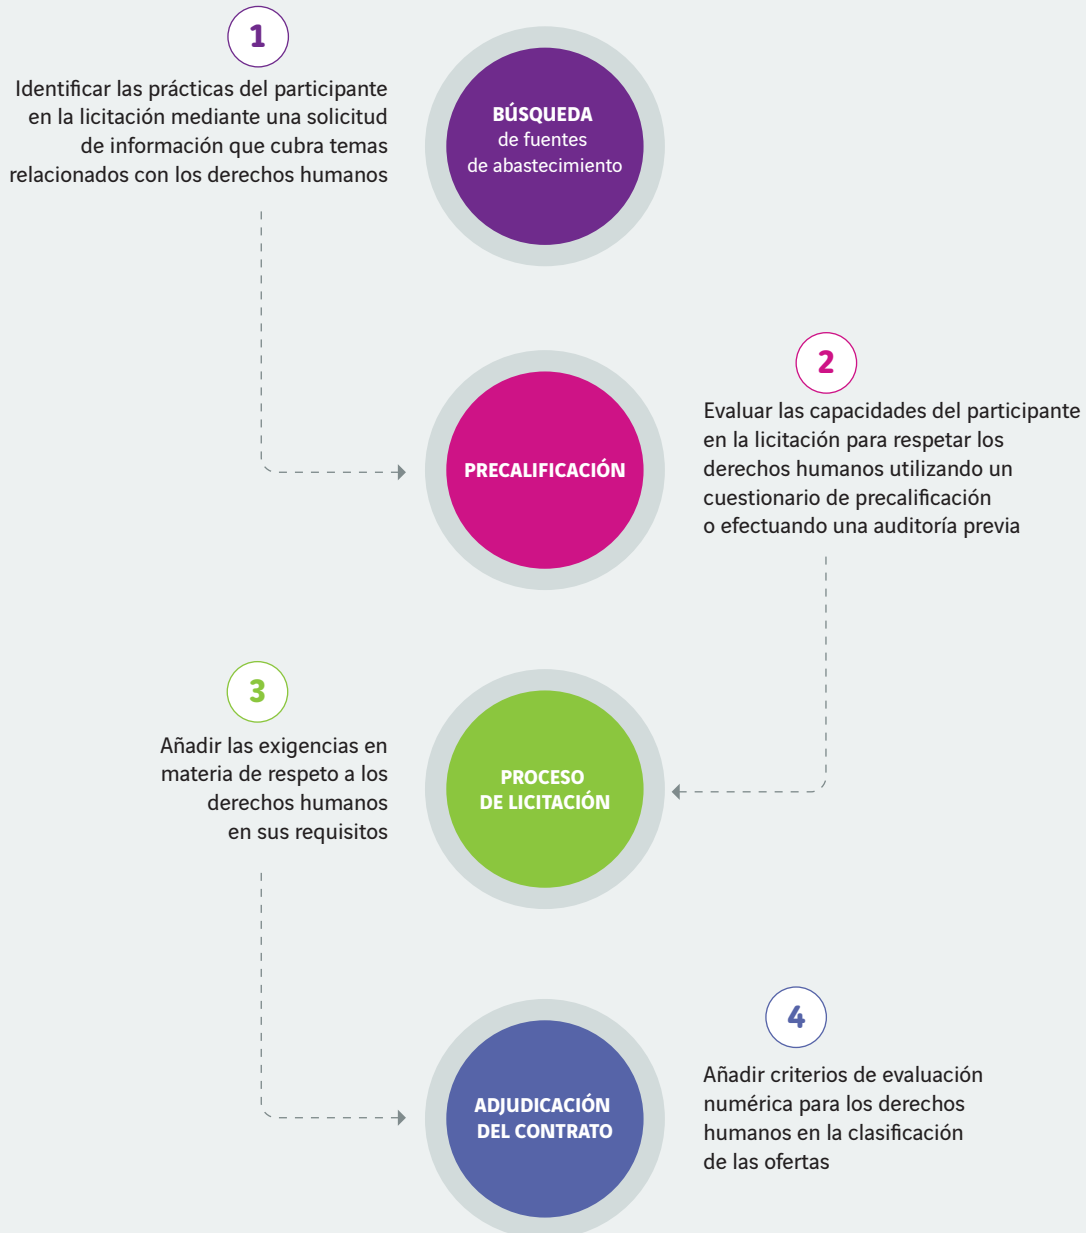 1
Identificar las prácticas del participante
en la licitación mediante una solicitud
de información que cubra temas
relacionados con los derechos humanos
BÚSQUEDA
de fuentes
de abastecimiento
PRECALIFICACIÓN
2
Evaluar las capacidades del participante
en la licitación para respetar los
derechos humanos utilizando un
cuestionario de precalificación
o efectuando una auditoría previa
3
Añadir las exigencias en
materia de respeto a los
derechos humanos
en sus requisitos
PROCESO
DE LICITACIÓN
ADJUDICACIÓN
DEL CONTRATO
4
Añadir criterios de evaluación
numérica para los derechos
humanos en la clasificación
de las ofertas